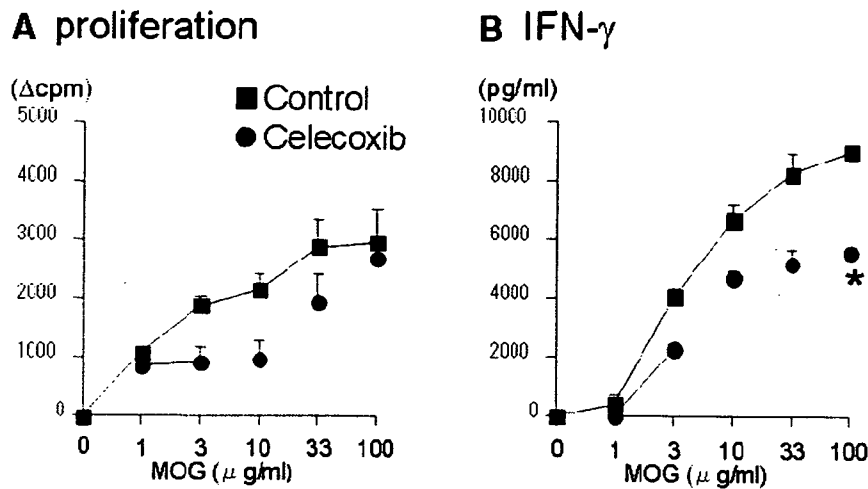 A proliferation
(Δcpm)
■ Control
● Celecoxib
5000
4000
3000
2000
1000
0
0 1 3 10 33 100
MOG (μ g/ml)
B IFN-γ
(pg/ml)
10000
8000
6000
4000
2000
0
*
0 1 3 10 33 100
MOG (μ g/ml)